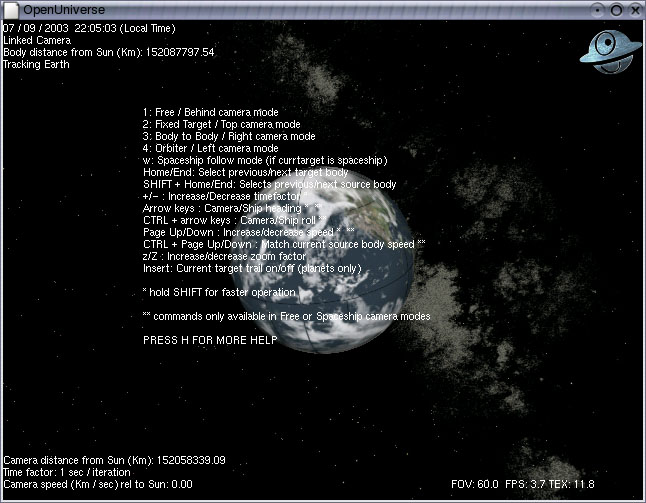 OpenUniverse
07 / 09 / 2003  22:05:03 (Local Time)
Linked Camera
Body distance from Sun (Km): 152087797.54
Tracking Earth
1: Free / Behind camera mode
2: Fixed Target / Top camera mode
3: Body to Body / Right camera mode
4: Orbiter / Left camera mode
w: Spaceship follow mode (if currtarget is spaceship)
Home/End: Select previous/next target body
SHIFT + Home/End: Selects previous/next source body
+/− : Increase/Decrease timefactor
Arrow keys : Camera/Ship heading * **
CTRL + arrow keys : Camera/Ship roll **
Page Up/Down : Increase/decrease speed * **
CTRL + Page Up/Down : Match current source body speed **
z/Z : Increase/decrease zoom factor
Insert: Current target trail on/off (planets only)
* hold SHIFT for faster operation
** commands only available in Free or Spaceship camera modes
PRESS H FOR MORE HELP
Camera distance from Sun (Km): 152058339.09
Time factor: 1 sec / iteration
Camera speed (Km / sec) rel to Sun: 0.00
FOV: 60.0  FPS: 3.7 TEX: 11.8